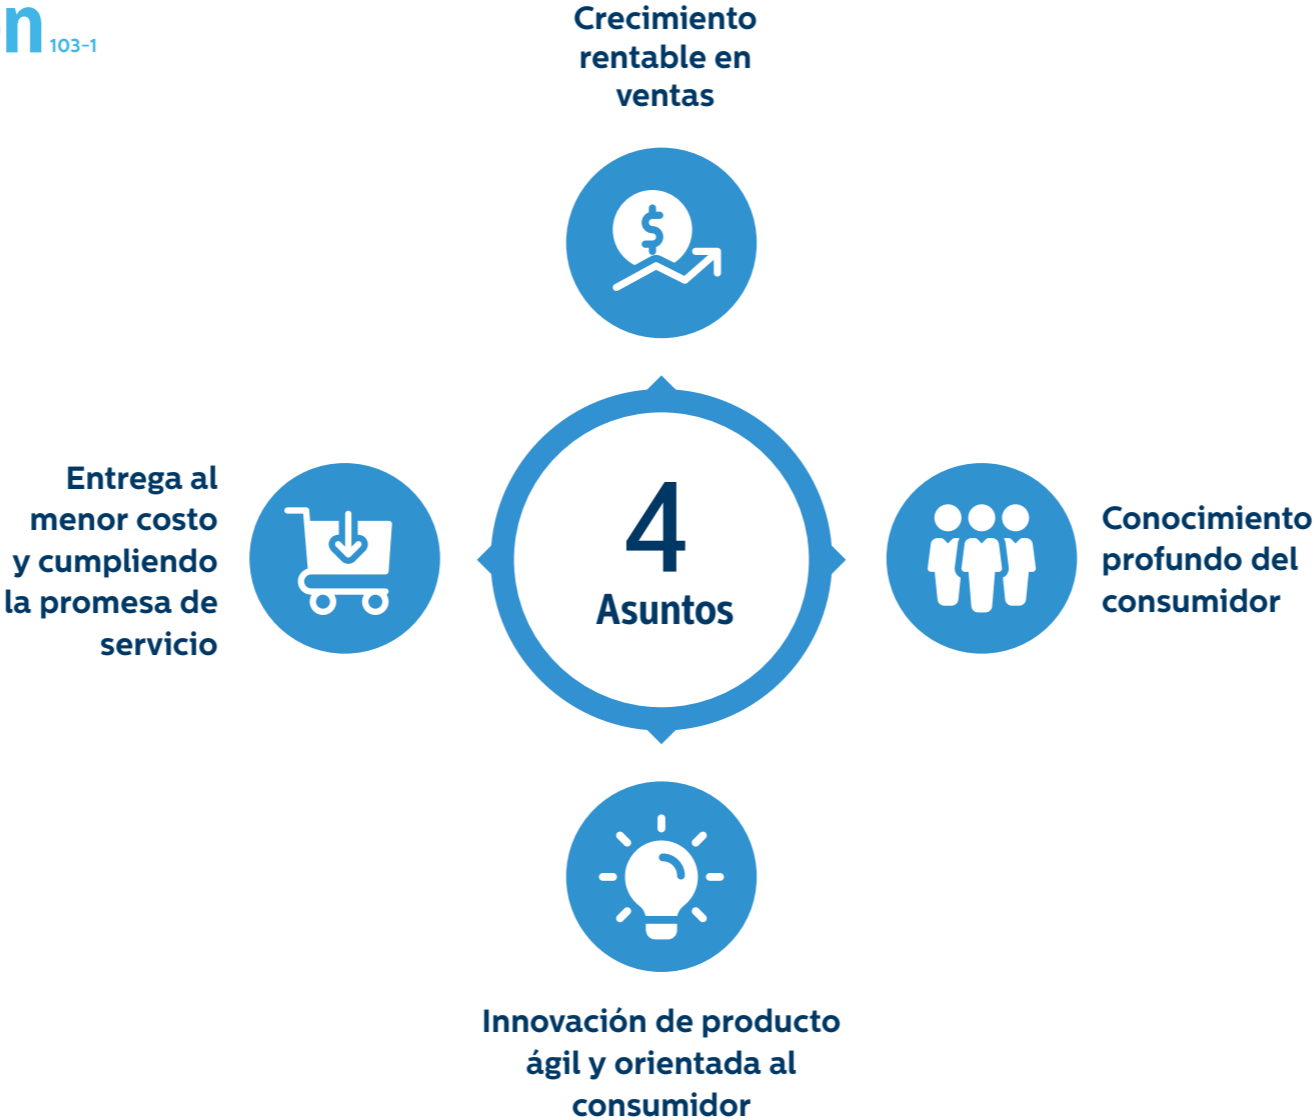 n 103-1
Crecimiento
rentable en
ventas
Entrega al
menor costo
y cumpliendo
la promesa de
servicio
4
Asuntos
Conocimiento
profundo del
consumidor
Innovación de producto
ágil y orientada al
consumidor